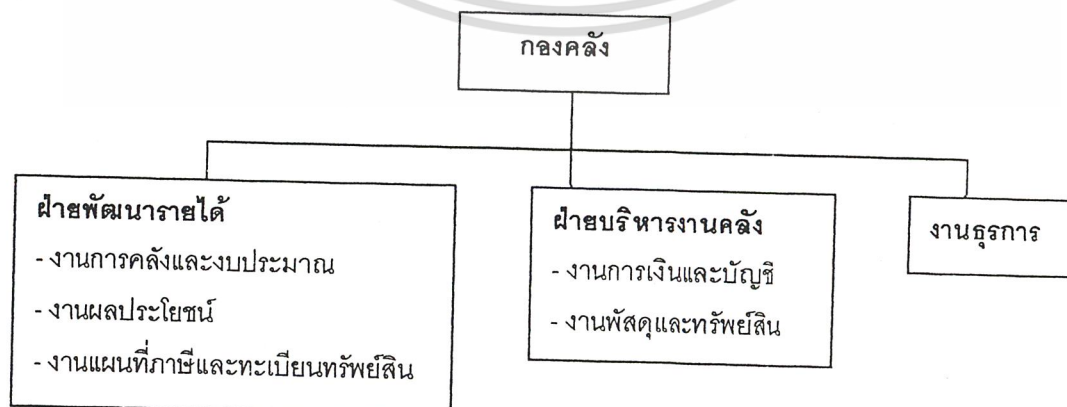 กองคลัง
ฝ่ายพัฒนารายได้
- งานการคลังและงบประมาณ
- งานผลประโยชน์
- งานแผนที่ภาษีและทะเบียนทรัพย์สิน
ฝ่ายบริหารงานคลัง
- งานการเงินและบัญชี
- งานพัสดุและทรัพย์สิน
งานธุรการ